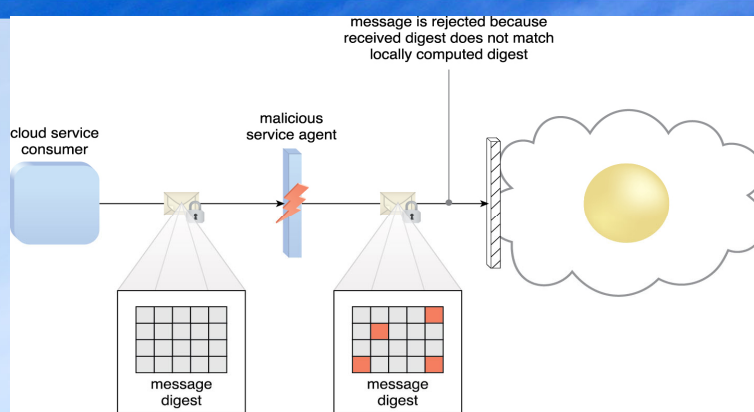 message is rejected because
received digest does not match
locally computed digest
cloud service
consumer
malicious
service agent
message
digest
message
digest